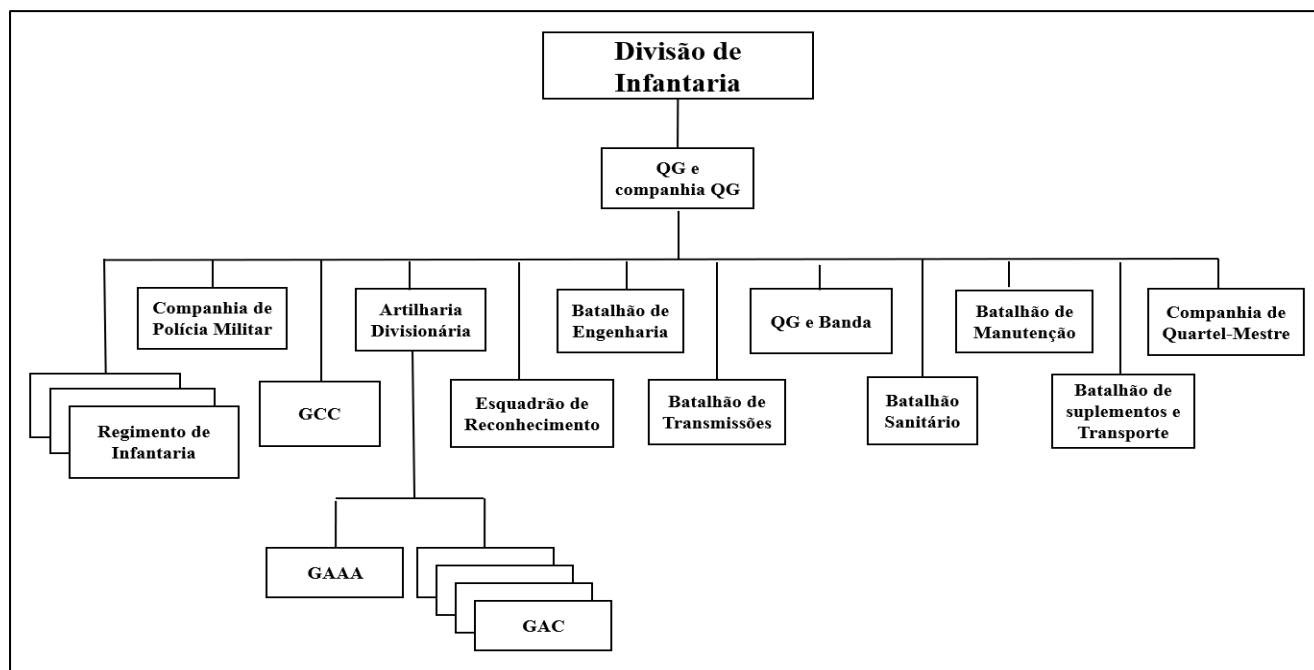 Divisão de
Infantaria
QG e
companhia QG
Companhia de
Polícia Militar
Artilharia
Divisionária
Batalhão de
Engenharia
QG e Banda
Batalhão de
Manutenção
Companhia de
Quartel-Mestre
Regimento de
Infantaria
GCC
Esquadrão de
Reconhecimento
Batalhão de
Transmissões
Batalhão
Sanitário
Batalhão de
suplementos e
Transporte
GAAA
GAC